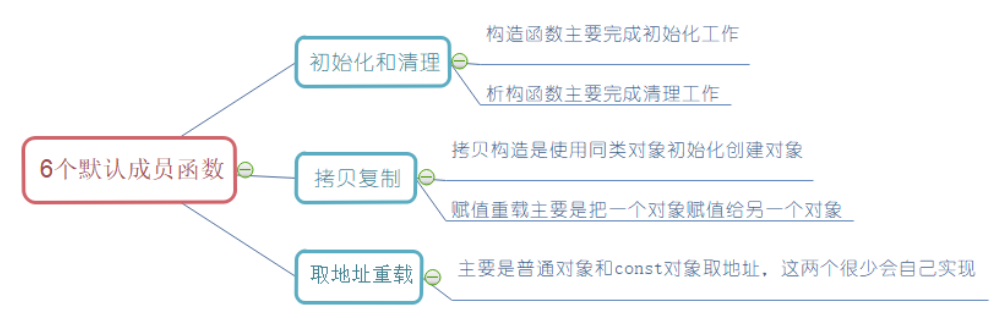 6个默认成员函数
初始化和清理
构造函数主要完成初始化工作
析构函数主要完成清理工作
拷贝复制
拷贝构造是使用同类对象初始化创建对象
赋值重载主要是把一个对象赋值给另一个对象
取地址重载
主要是普通对象和const对象取地址，这两个很少会自己实现